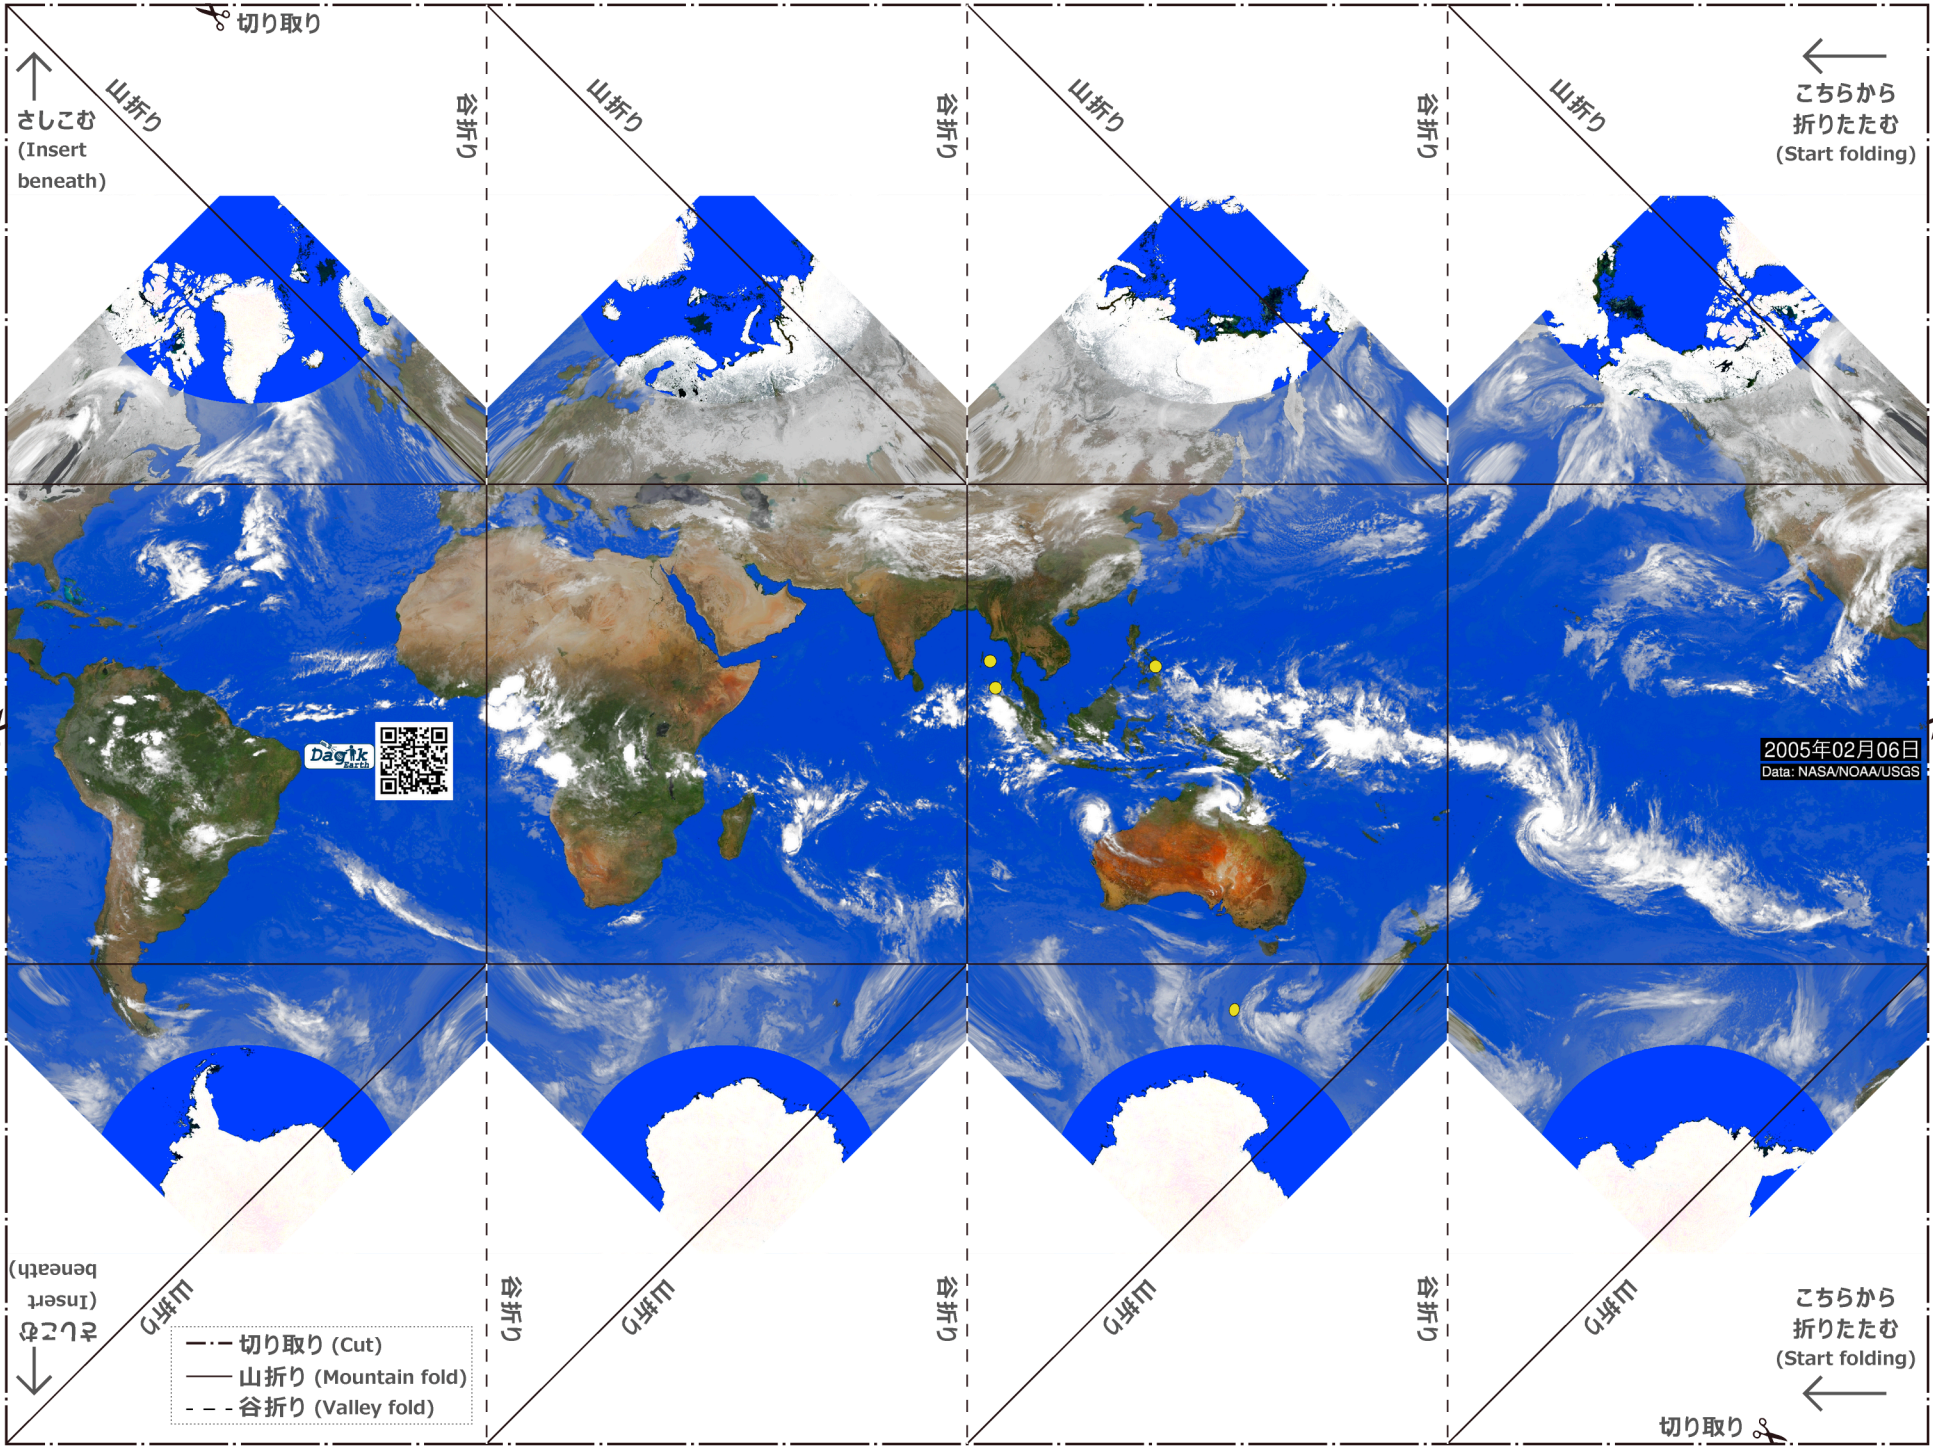 切り取り
山折り
谷折り
山折り
谷折り
山折り
谷折り
山折り
さしこむ
(Insert
beneath)
こちらから
折りたたむ
(Start folding)
Dagik
Earth
2005年02月06日
Data: NASA/NOAA/USGS
さしこむ
(Insert
beneath)
山折り
谷折り
山折り
谷折り
山折り
谷折り
山折り
こちらから
折りたたむ
(Start folding)
切り取り (Cut)
山折り (Mountain fold)
谷折り (Valley fold)
切り取り